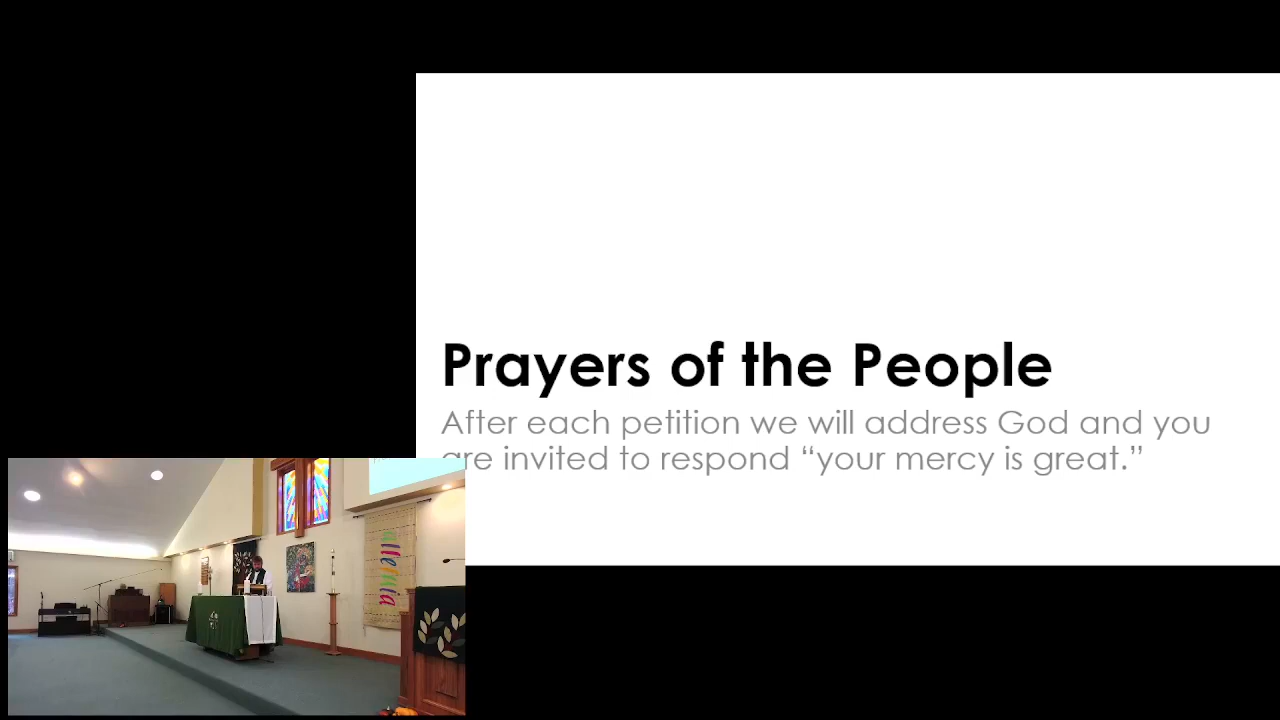 Prayers of the People
After each petition we will address God and you
are invited to respond “your mercy is great.”
alleluia